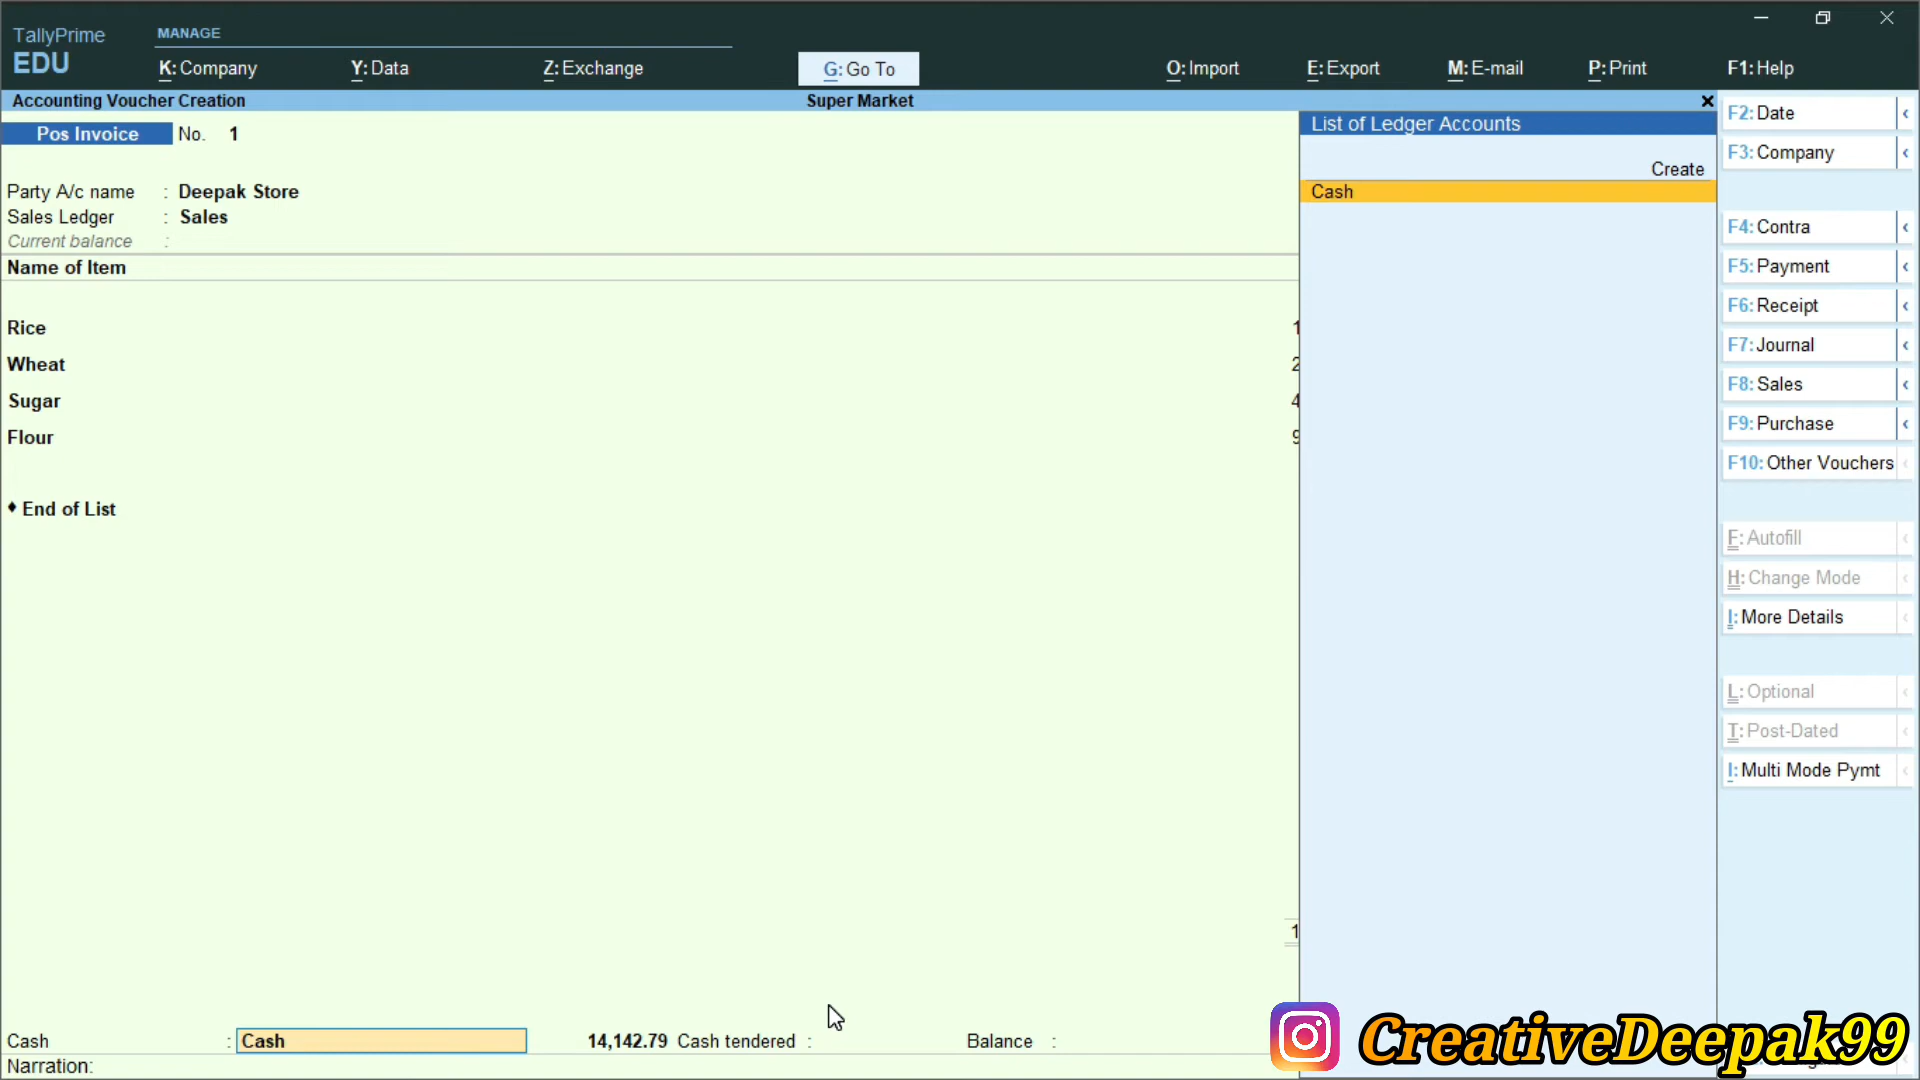 TallyPrime
EDU
MANAGE
K: Company
Y: Data
Z: Exchange
G: Go To
O: Import
E: Export
M: E-mail
P: Print
F1: Help
Accounting Voucher Creation
Super Market
Pos Invoice No. 1
Party A/c name : Deepak Store
Sales Ledger : Sales
Current balance :
Name of Item
Rice
Wheat
Sugar
Flour
♦ End of List
Cash : Cash 14,142.79 Cash tendered : Balance :
Narration:
List of Ledger Accounts
Create
Cash
F2: Date
F3: Company
F4: Contra
F5: Payment
F6: Receipt
F7: Journal
F8: Sales
F9: Purchase
F10: Other Vouchers
F: Autofill
H: Change Mode
I: More Details
L: Optional
T: Post-Dated
I: Multi Mode Pymt
CreativeDeepak99